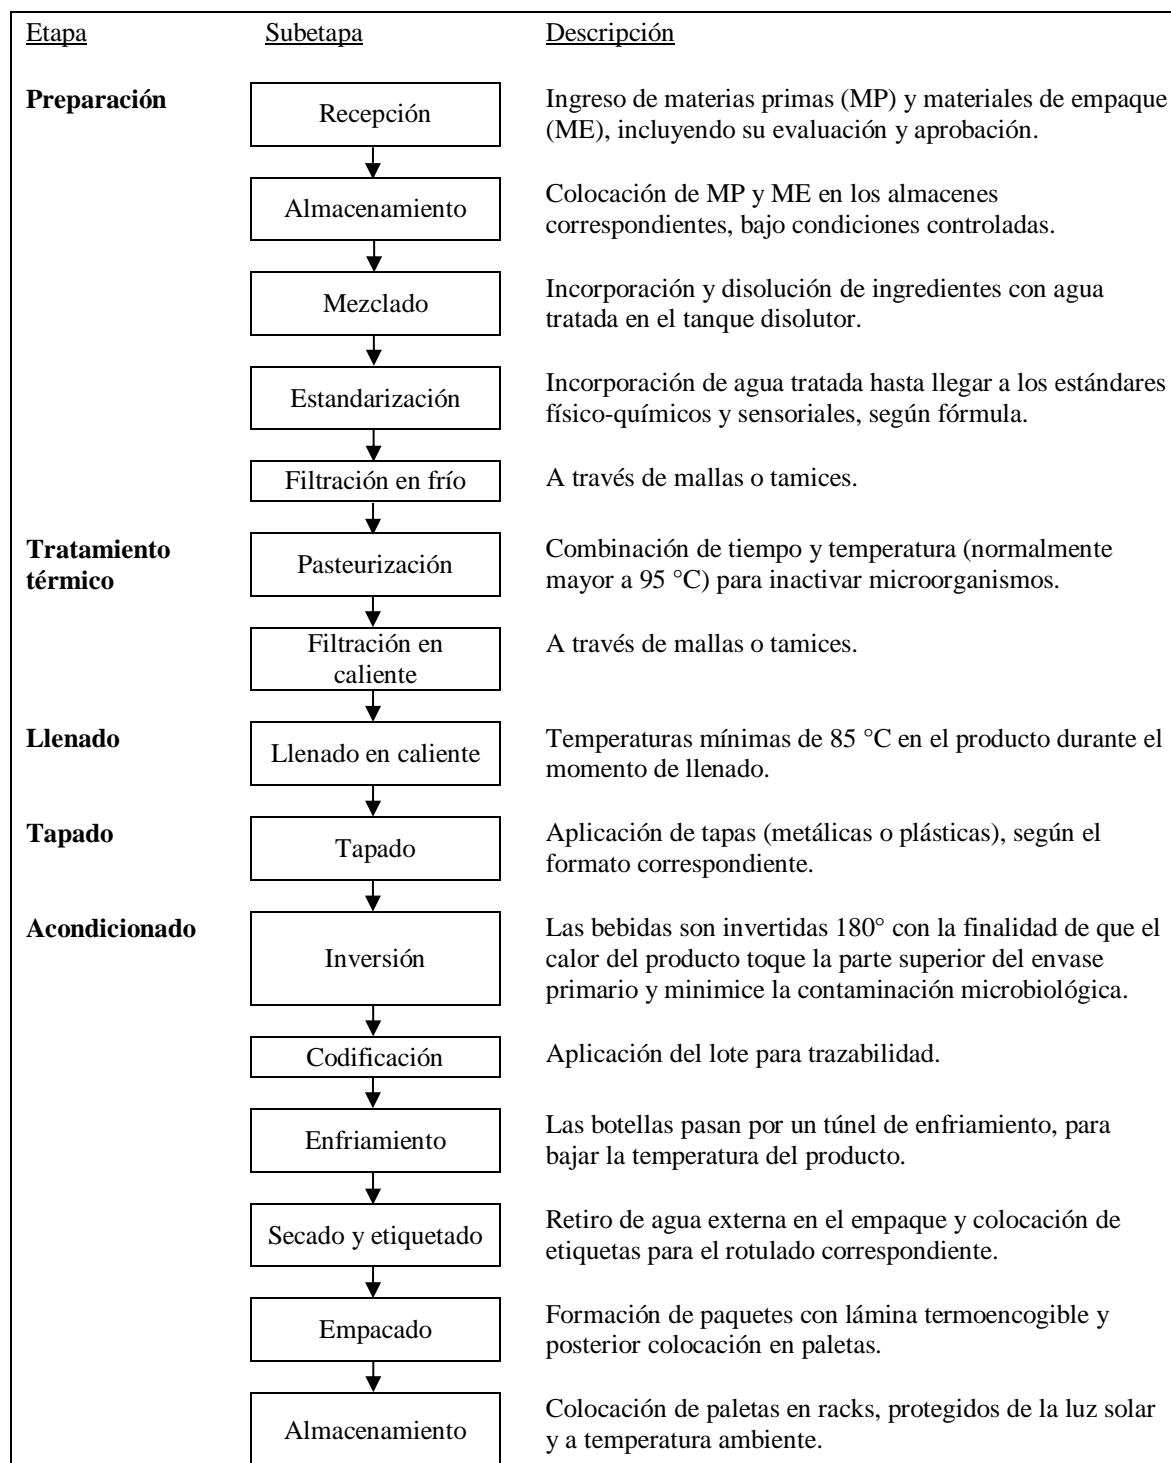 Etapa Subetapa Descripción
Preparación
Recepción
Ingreso de materias primas (MP) y materiales de empaque
(ME), incluyendo su evaluación y aprobación.
Almacenamiento
Colocación de MP y ME en los almacenes
correspondientes, bajo condiciones controladas.
Mezclado
Incorporación y disolución de ingredientes con agua
tratada en el tanque disolutor.
Estandarización
Incorporación de agua tratada hasta llegar a los estándares
físico-químicos y sensoriales, según fórmula.
Filtración en frío
A través de mallas o tamices.
Tratamiento
térmico
Pasteurización
Combinación de tiempo y temperatura (normalmente
mayor a 95 °C) para inactivar microorganismos.
Filtración en
caliente
A través de mallas o tamices.
Llenado
Llenado en caliente
Temperaturas mínimas de 85 °C en el producto durante el
momento de llenado.
Tapado
Tapado
Aplicación de tapas (metálicas o plásticas), según el
formato correspondiente.
Acondicionado
Inversión
Las bebidas son invertidas 180° con la finalidad de que el
calor del producto toque la parte superior del envase
primario y minimice la contaminación microbiológica.
Codificación
Aplicación del lote para trazabilidad.
Enfriamiento
Las botellas pasan por un túnel de enfriamiento, para
bajar la temperatura del producto.
Secado y etiquetado
Retiro de agua externa en el empaque y colocación de
etiquetas para el rotulado correspondiente.
Empacado
Formación de paquetes con lámina termoencogible y
posterior colocación en paletas.
Almacenamiento
Colocación de paletas en racks, protegidos de la luz solar
y a temperatura ambiente.